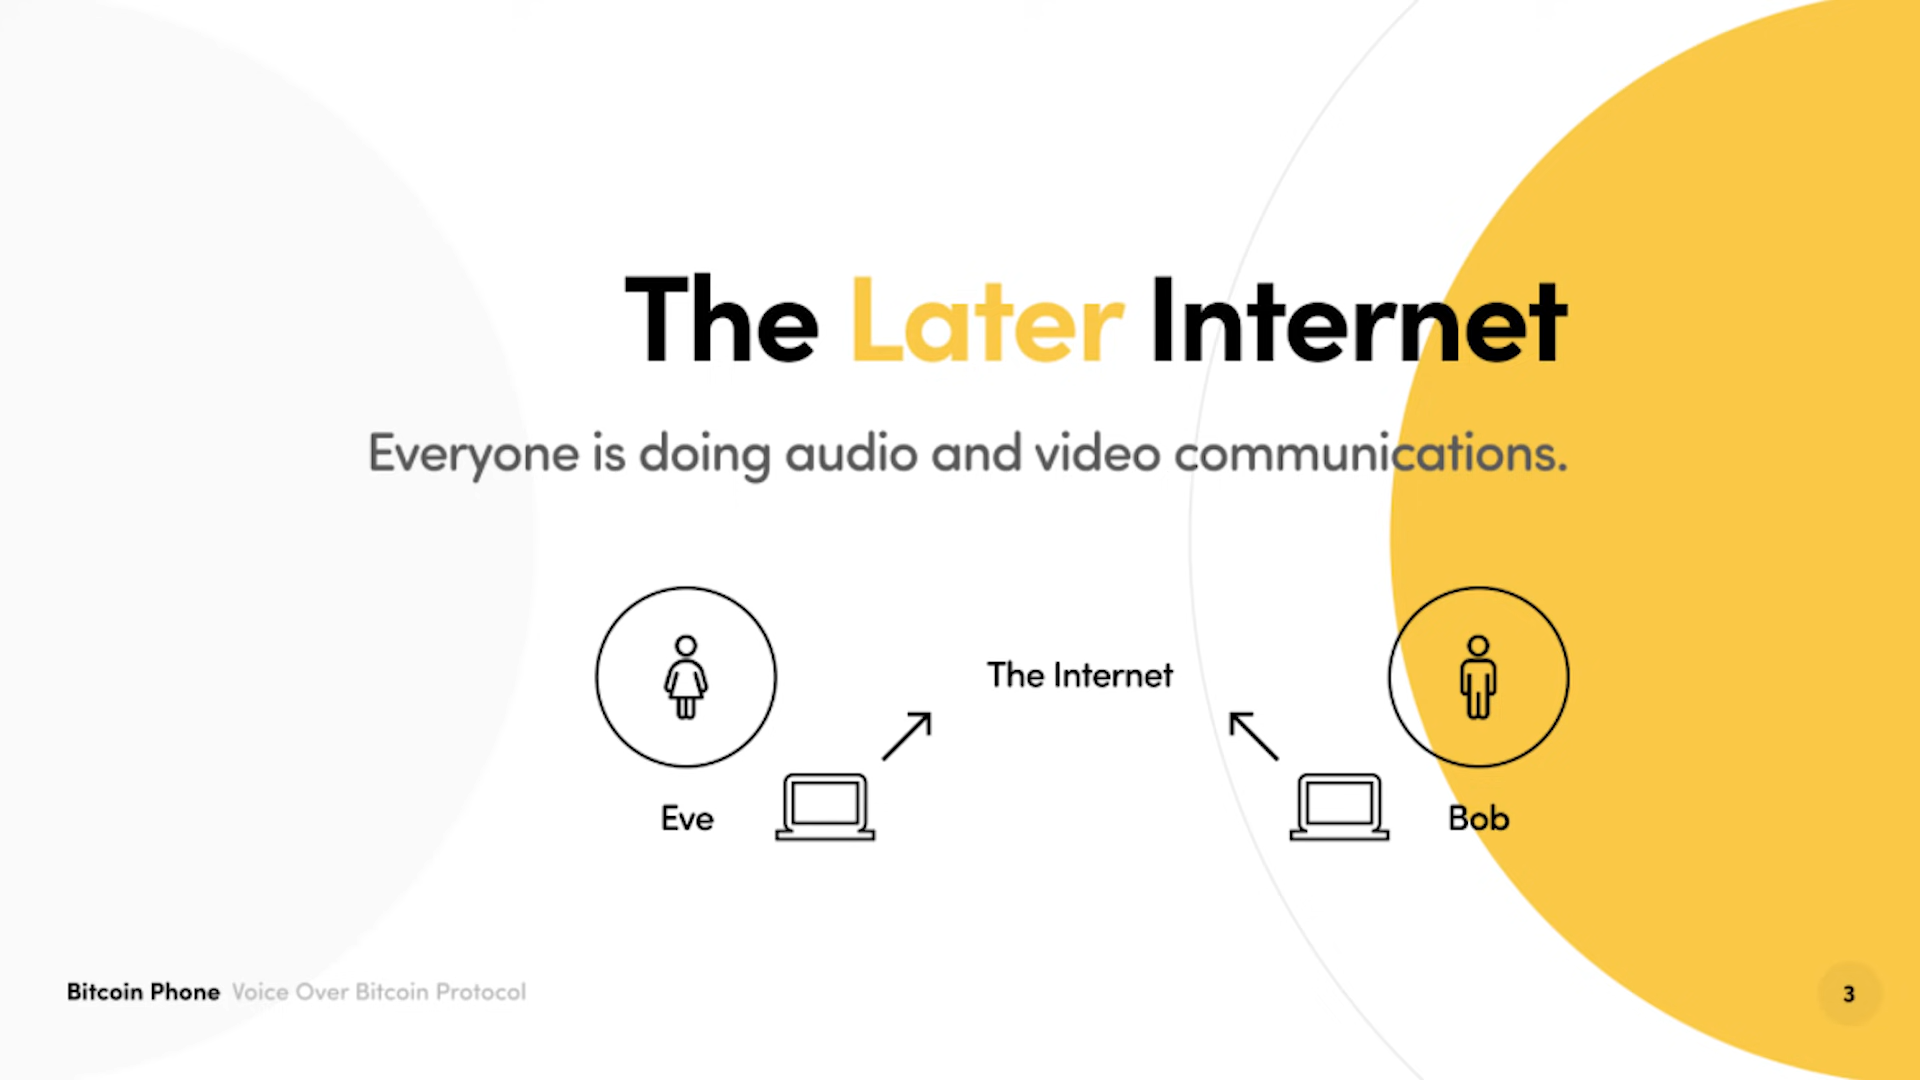 The Later Internet
Everyone is doing audio and video communications.
The Internet
Eve
Bob
Bitcoin Phone Voice Over Bitcoin Protocol
3